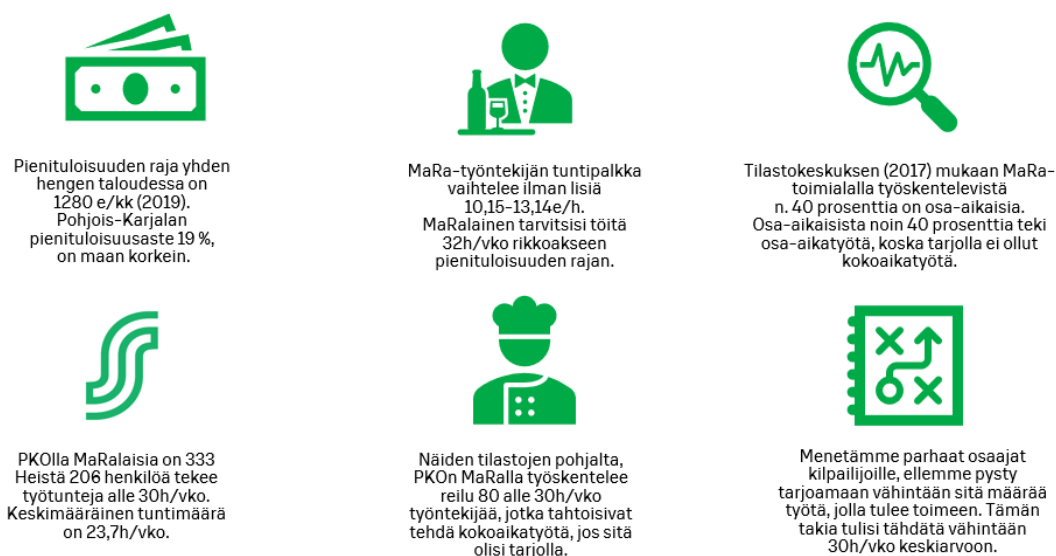 Pienituloisuuden raja yhden
hengen taloudessa on
1280 e/kk (2019).
Pohjois-Karjalan
pienituloisuusaste 19 %,
on maan korkein.
MaRa-työntekijän tuntipalkka
vaihtelee ilman lisiä
10,15-13,14e/h.
MaRalainen tarvitsisi töitä
32h/vko rikkoakseen
pienituloisuuden rajan.
Tilastokeskuksen (2017) mukaan MaRa-
toimialalla työskentelevistä
n. 40 prosenttia on osa-aikaisia.
Osa-aikaisista noin 40 prosenttia teki
osa-aikatyötä, koska tarjolla ei ollut
kokoaikatyötä.
PKOlla MaRalaisia on 333
Heistä 206 henkilöä tekee
työtunteja alle 30h/vko.
Keskimääräinen tuntimäärä
on 23,7h/vko.
Näiden tilastojen pohjalta,
PKOn MaRalla työskentelee
reilu 80 alle 30h/vko
työntekijää, jotka tahtoisivat
tehdä kokoaikatyötä, jos sitä
olisi tarjolla.
Menetämme parhaat osaajat
kilpailijoille, ellemme pysty
tarjoamaan vähintään sitä määrää
työtä, jolla tulee toimeen. Tämän
takia tulisi tähdätä vähintään
30h/vko keskiarvoon.